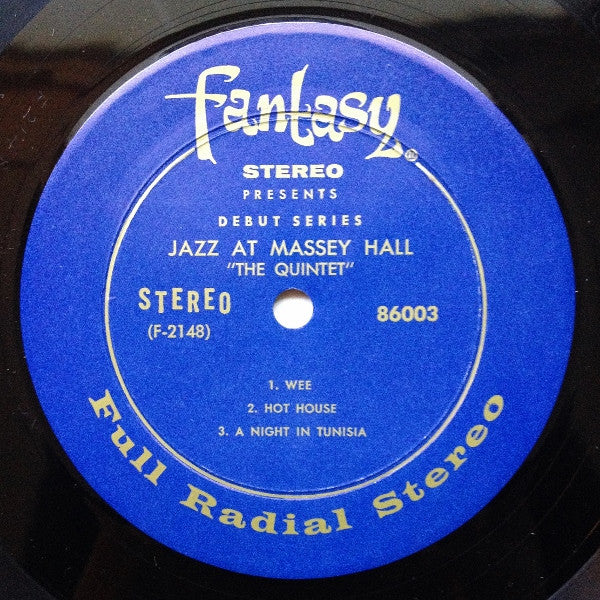 fantasy®
STEREO
PRESENTS
DEBUT SERIES
JAZZ AT MASSEY HALL
"THE QUINTET"
STEREO
(F-2148)
86003
1. WEE
2. HOT HOUSE
3. A NIGHT IN TUNISIA
Full Radial Stereo